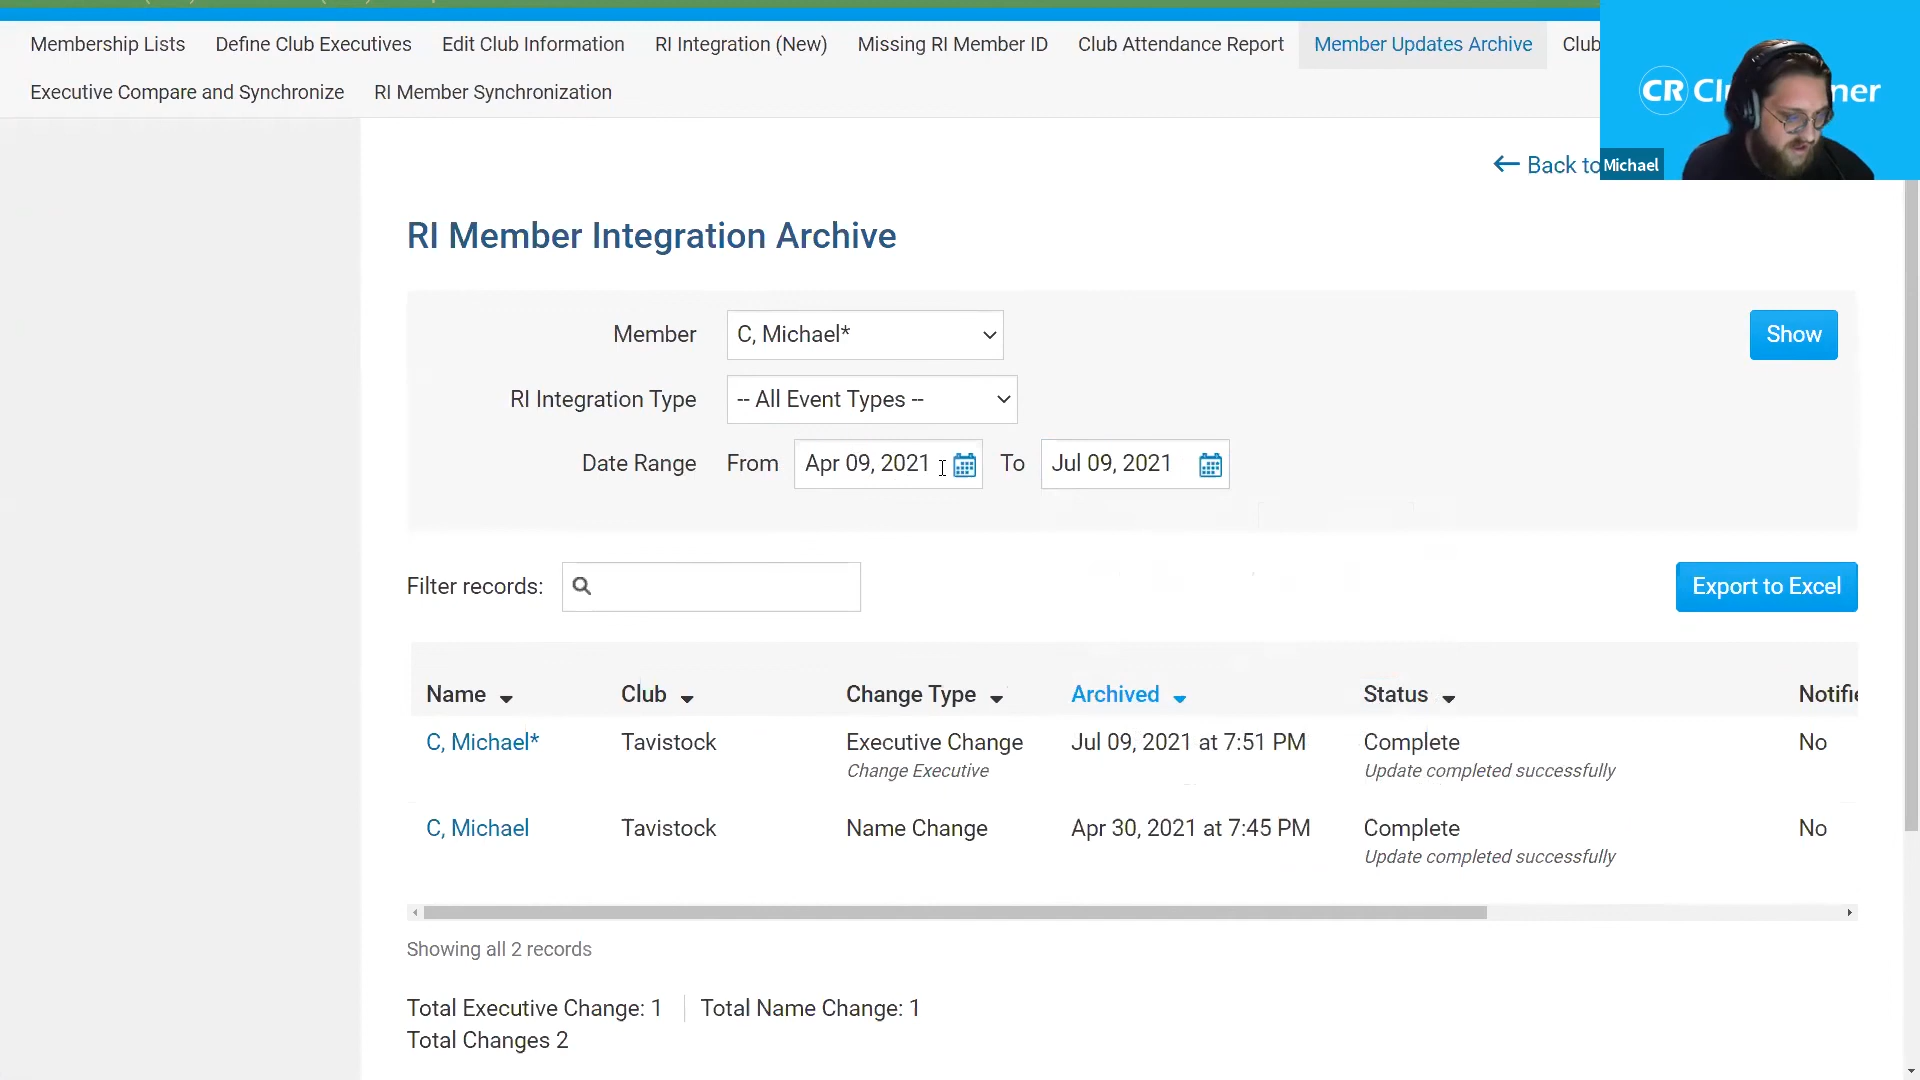 Membership Lists Define Club Executives Edit Club Information RI Integration (New) Missing RI Member ID Club Attendance Report Member Updates Archive Club
Executive Compare and Synchronize RI Member Synchronization
CR Cl ner
Michael
Back to
RI Member Integration Archive
Member C, Michael* Show
RI Integration Type -- All Event Types --
Date Range From Apr 09, 2021 To Jul 09, 2021
Filter records: Export to Excel
Name Club Change Type Archived Status Notifie
C, Michael* Tavistock Executive Change Jul 09, 2021 at 7:51 PM Complete No
Change Executive Update completed successfully
C, Michael Tavistock Name Change Apr 30, 2021 at 7:45 PM Complete No
Update completed successfully
Showing all 2 records
Total Executive Change: 1 Total Name Change: 1
Total Changes 2